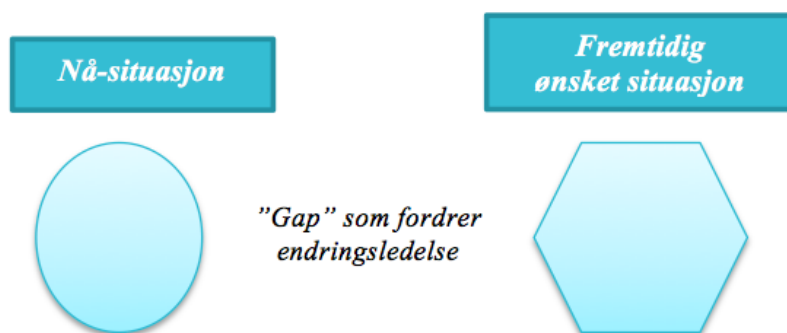 Nå-situasjon
Fremtidig
ønsket situasjon
”Gap” som fordrer
endringsledelse